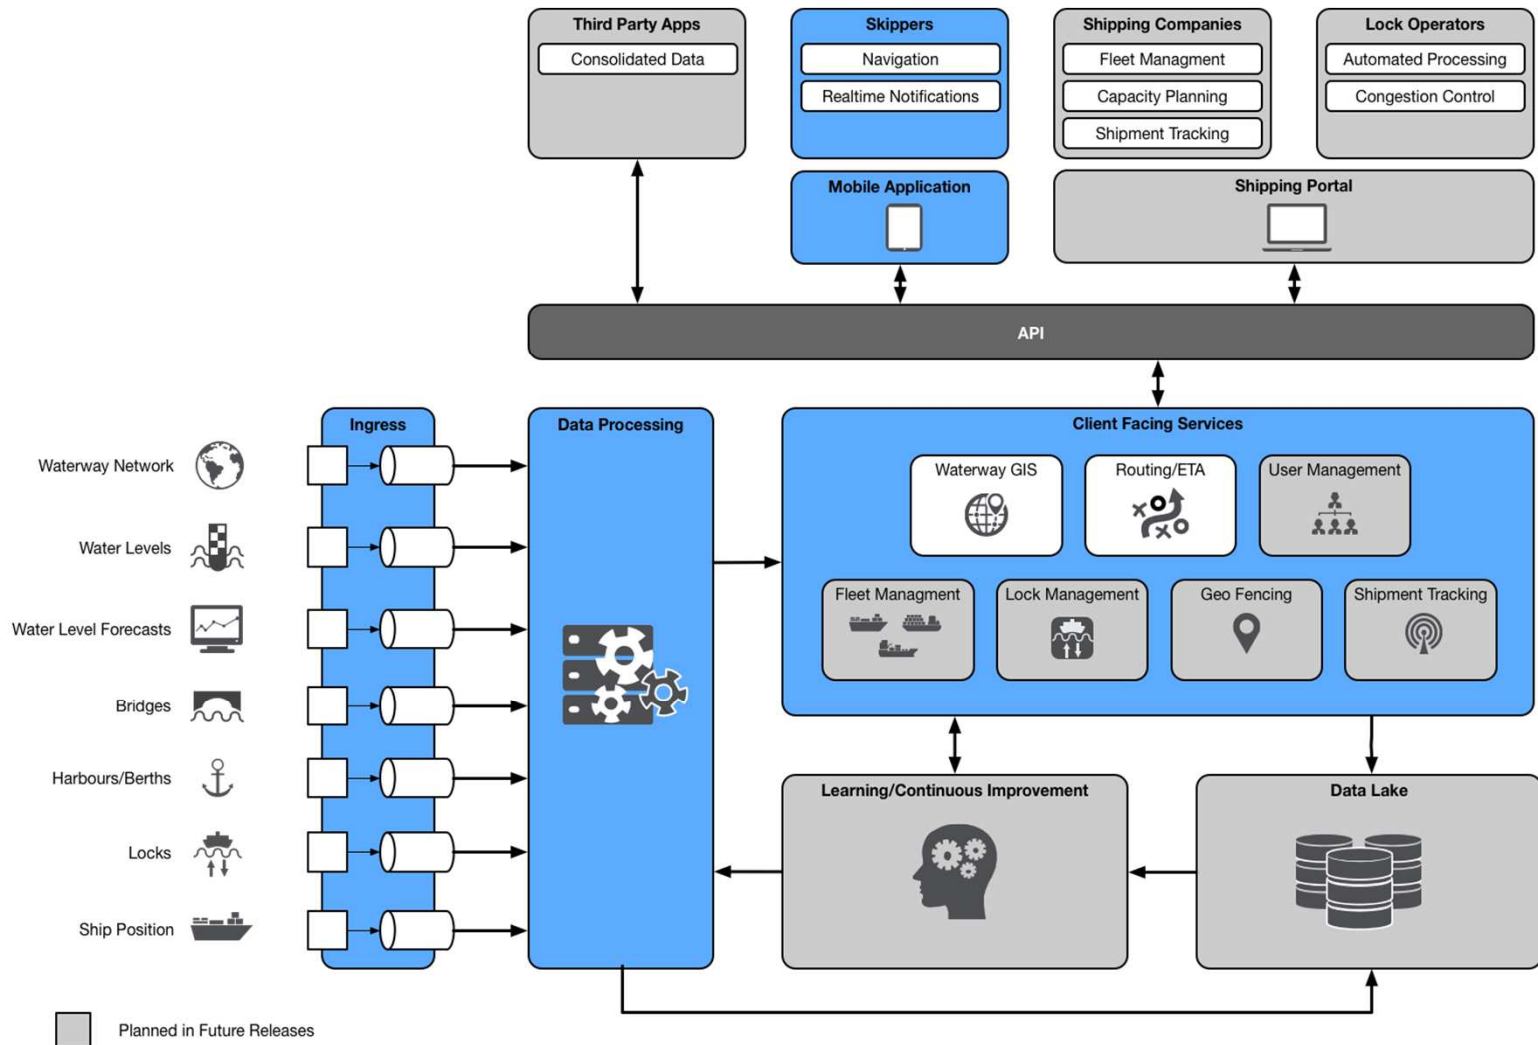 Third Party Apps
Consolidated Data
Skippers
Navigation
Realtime Notifications
Shipping Companies
Fleet Managment
Capacity Planning
Shipment Tracking
Lock Operators
Automated Processing
Congestion Control
Mobile Application
Shipping Portal
API
Ingress
Data Processing
Client Facing Services
Waterway Network
Water Levels
Water Level Forecasts
Bridges
Harbours/Berths
Locks
Ship Position
Waterway GIS
Routing/ETA
User Management
Fleet Managment
Lock Management
Geo Fencing
Shipment Tracking
Learning/Continuous Improvement
Data Lake
Planned in Future Releases